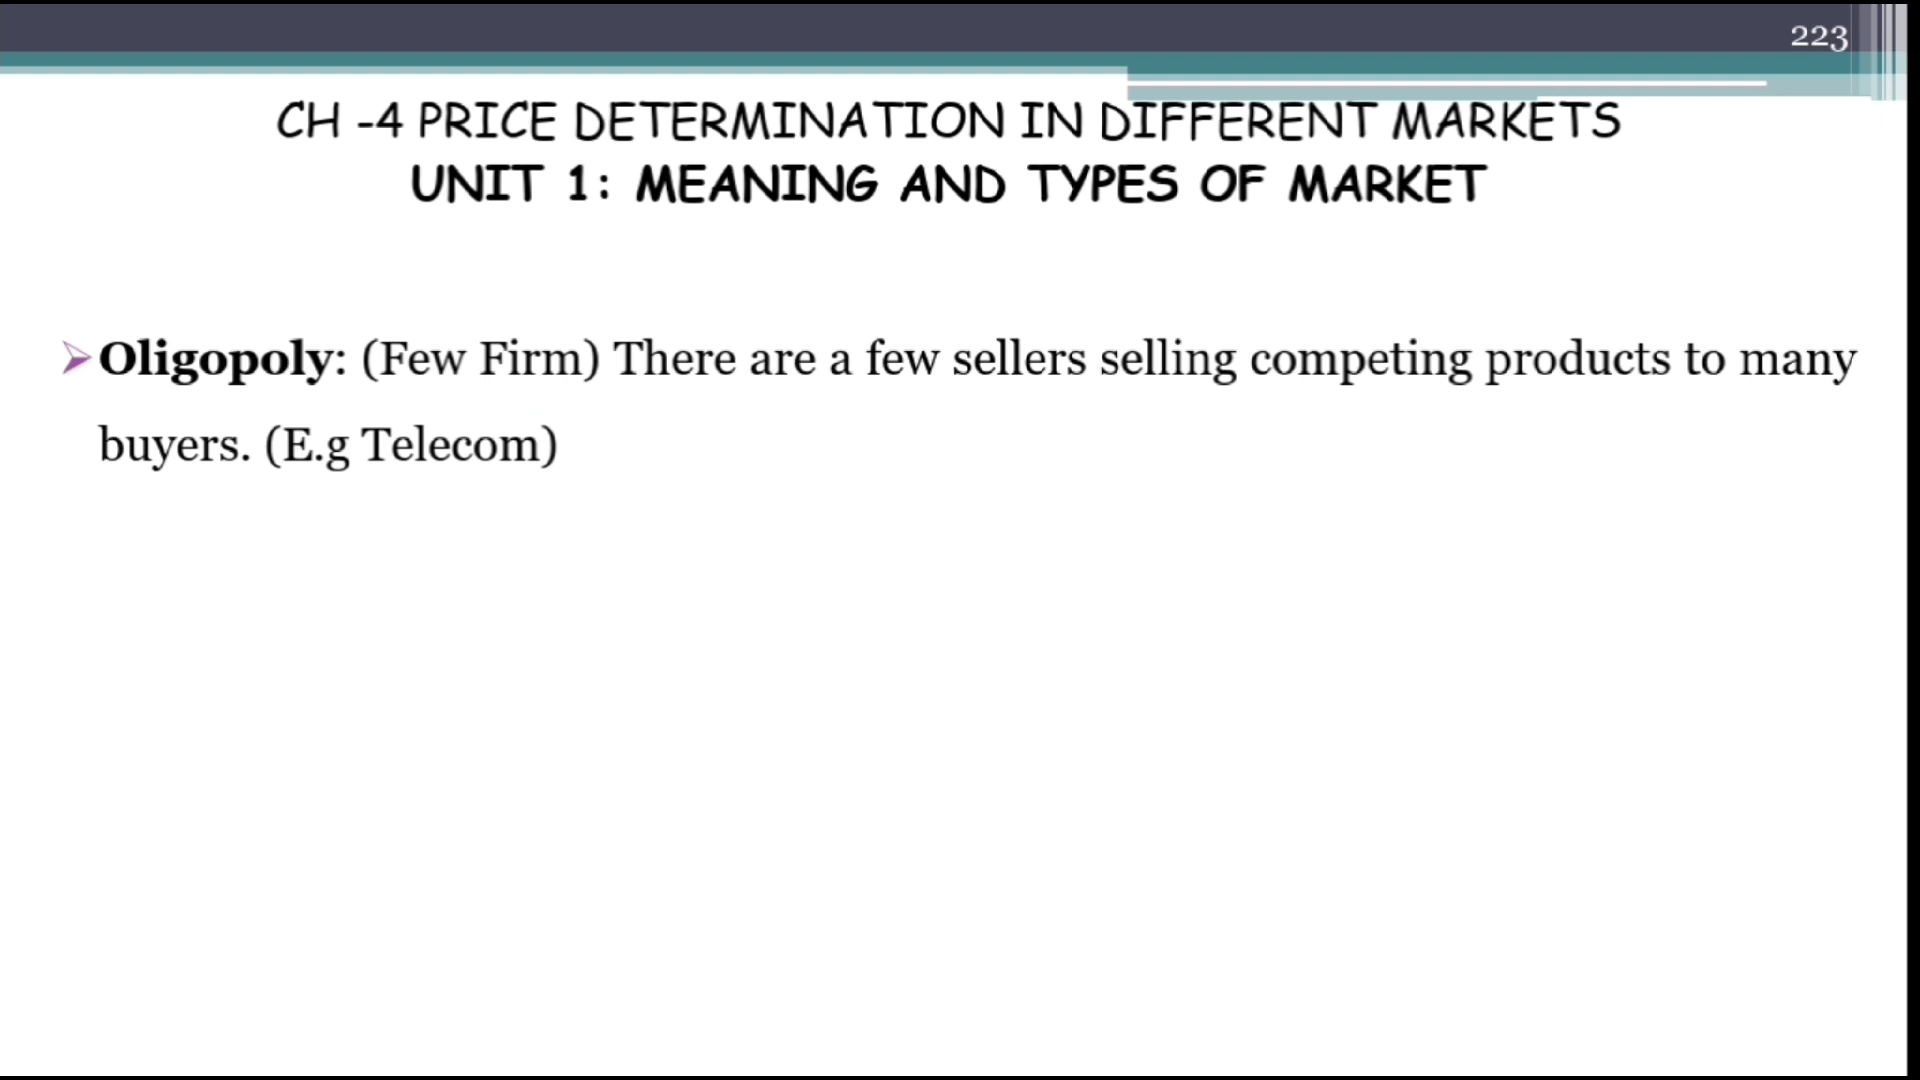 223
CH -4 PRICE DETERMINATION IN DIFFERENT MARKETS
UNIT 1: MEANING AND TYPES OF MARKET
Oligopoly: (Few Firm) There are a few sellers selling competing products to many
buyers. (E.g Telecom)